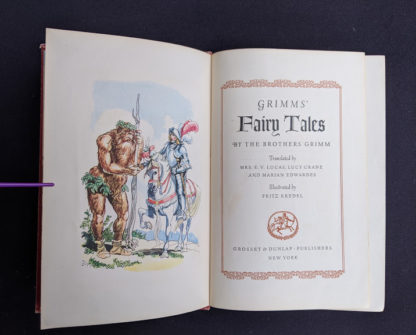 GRIMMS'
Fairy Tales
BY THE BROTHERS GRIMM
Translated by
MRS. E. V. LUCAS, LUCY CRANE
AND MARIAN EDWARDES
Illustrated by
FRITZ KREDEL
GROSSET & DUNLAP · PUBLISHERS
NEW YORK